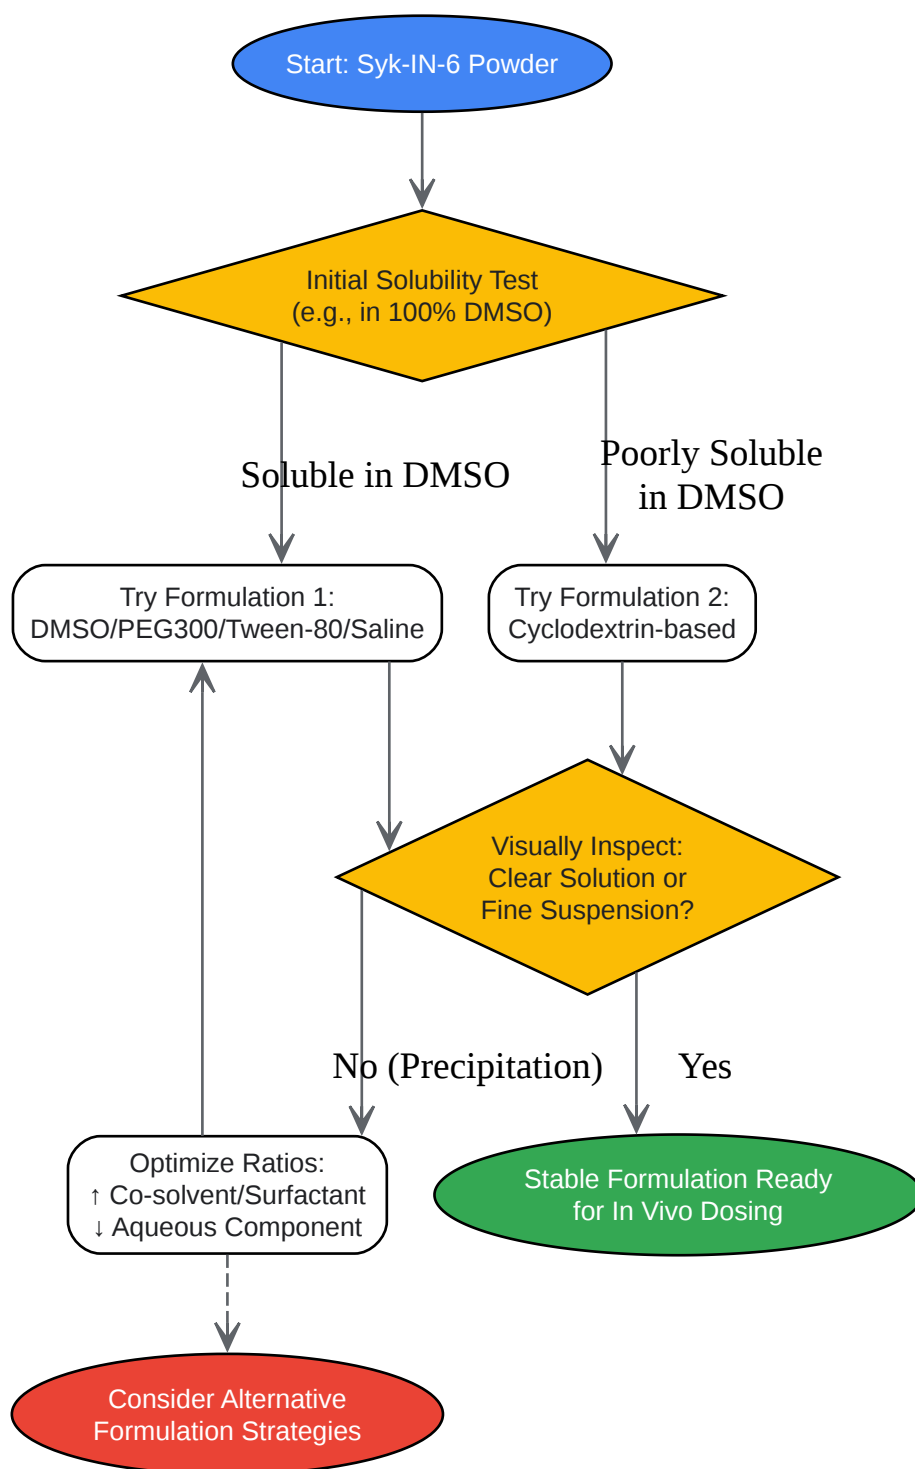 Start: Syk-IN-6 Powder
Initial Solubility Test
(e.g., in 100% DMSO)
Soluble in DMSO
Poorly Soluble
in DMSO
Try Formulation 1:
DMSO/PEG300/Tween-80/Saline
Try Formulation 2:
Cyclodextrin-based
Visually Inspect:
Clear Solution or
Fine Suspension?
No (Precipitation)
Yes
Optimize Ratios:
↑ Co-solvent/Surfactant
↓ Aqueous Component
Stable Formulation Ready
for In Vivo Dosing
Consider Alternative
Formulation Strategies